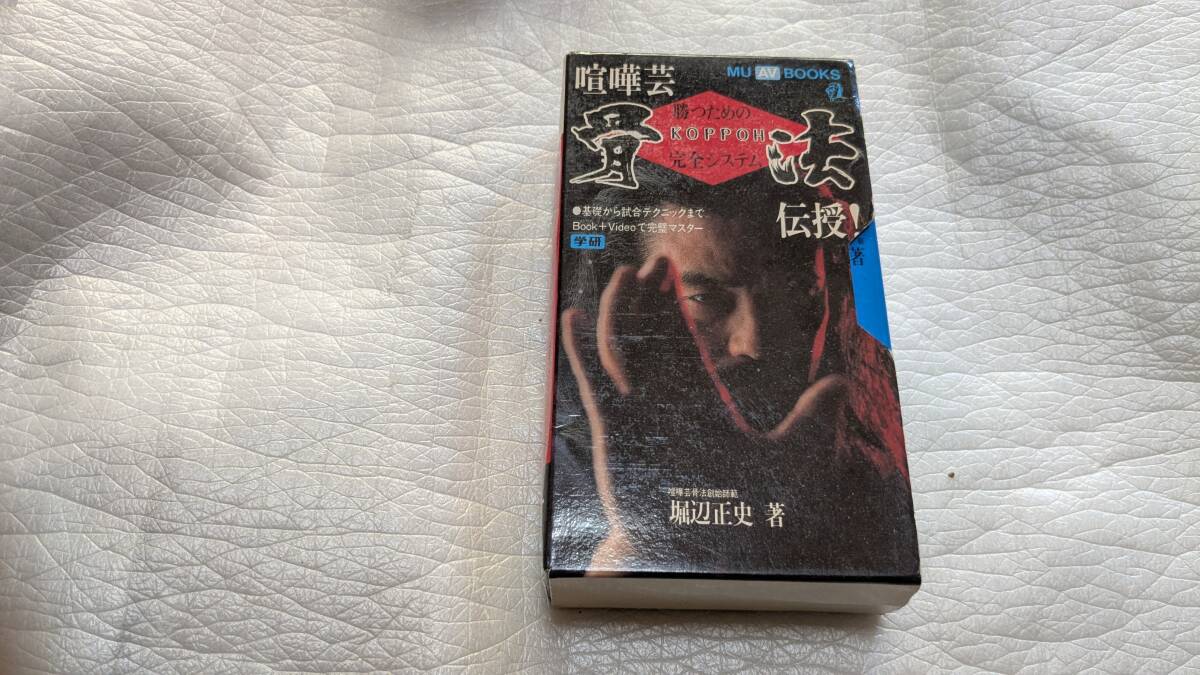 喧嘩芸
MU AV BOOKS
骨法
勝つための
KOPPOH
完全システム
伝授!
●基礎から試合テクニックまで
Book+Videoで完璧マスター
学研
著
喧嘩芸骨法創始師範
堀辺正史 著